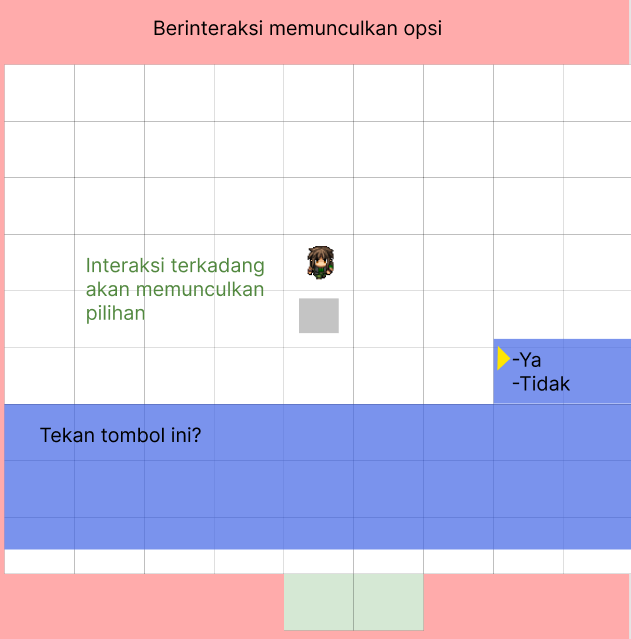 Berinteraksi memunculkan opsi
Interaksi terkadang
akan memunculkan
pilihan
-Ya
-Tidak
Tekan tombol ini?